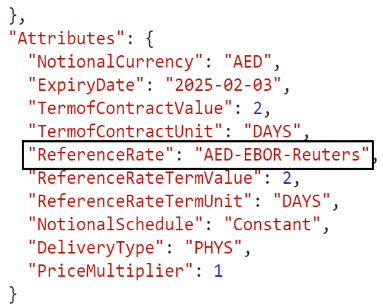 },
"Attributes": {
"NotionalCurrency": "AED",
"ExpiryDate": "2025-02-03",
"TermofContractValue": 2,
"TermofContractUnit": "DAYS",
"ReferenceRate": "AED-EBOR-Reuters",
"ReferenceRateTermValue": 2,
"ReferenceRateTermUnit": "DAYS",
"NotionalSchedule": "Constant",
"DeliveryType": "PHYS",
"PriceMultiplier": 1
}